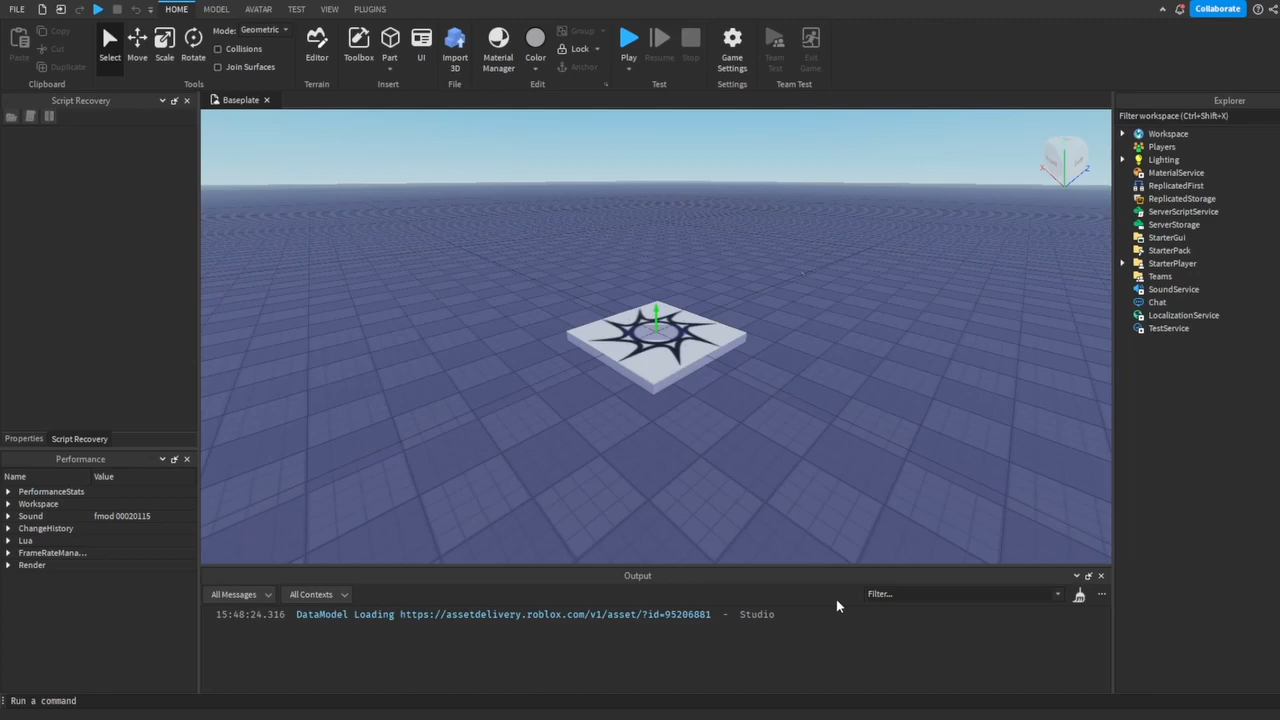 FILE HOME MODEL AVATAR TEST VIEW PLUGINS Collaborate
Paste Copy Cut Duplicate
Clipboard
Select Move Scale Rotate
Mode: Geometric
Collisions
Join Surfaces
Tools
Editor
Terrain
Toolbox Part UI
Insert
Import 3D
File
Material Manager Color Group Lock Anchor
Edit
Play Resume Stop
Test
Game Settings
Settings
Team Test Exit Game
Team Test
Script Recovery
Baseplate
Explorer
Filter workspace (Ctrl+Shift+X)
Workspace
Players
Lighting
MaterialService
ReplicatedFirst
ReplicatedStorage
ServerScriptService
ServerStorage
StarterGui
StarterPack
StarterPlayer
Teams
SoundService
Chat
LocalizationService
TestService
X
Z
Properties Script Recovery
Performance
Name Value
PerformanceStats
Workspace
Sound fmod 00020115
ChangeHistory
Lua
FrameRateMana...
Render
Output
All Messages All Contexts Filter...
15:48:24.316 DataModel Loading https://assetdelivery.roblox.com/v1/asset/?id=95206881 - Studio
Run a command